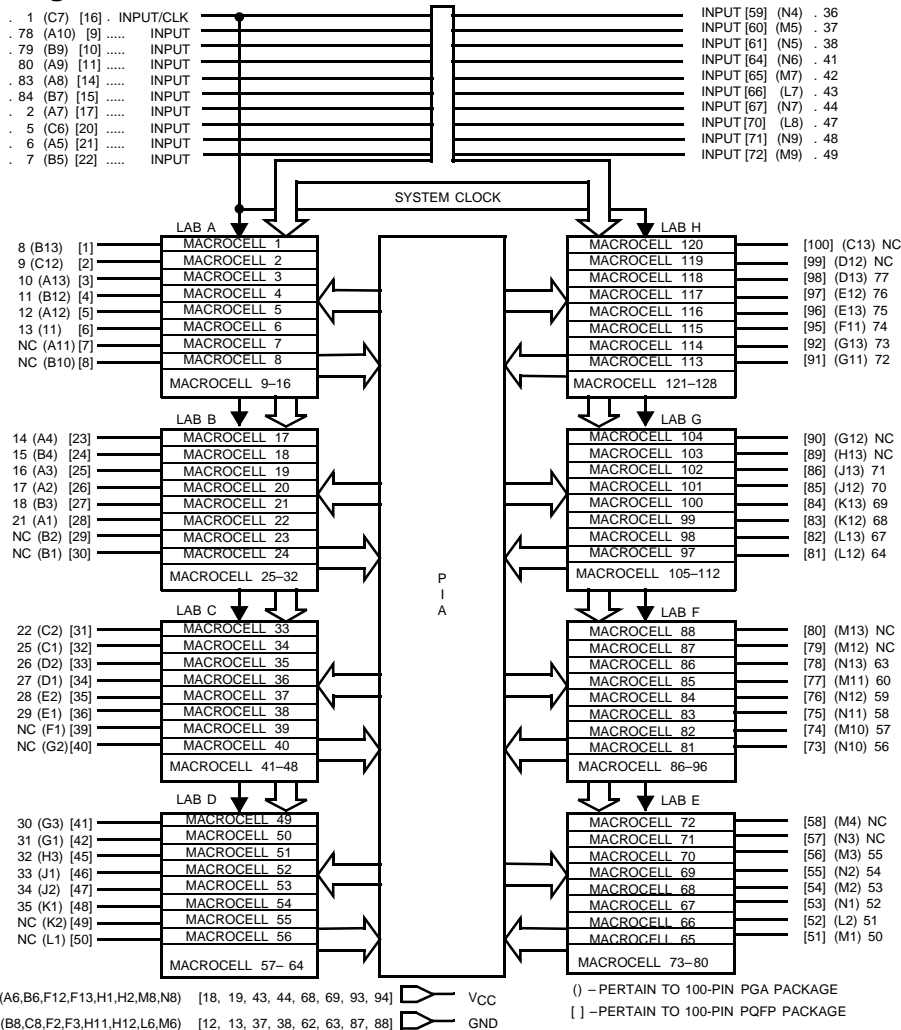 . 1 (C7) [16] . INPUT/CLK
. 78 (A10) [9] ..... INPUT
. 79 (B9) [10] ..... INPUT
80 (A9) [11] ..... INPUT
. 83 (A8) [14] ..... INPUT
. 84 (B7) [15] ..... INPUT
. 2 (A7) [17] ..... INPUT
. 5 (C6) [20] ..... INPUT
. 6 (A5) [21] ..... INPUT
. 7 (B5) [22] ..... INPUT
INPUT [59] (N4) . 36
INPUT [60] (M5) . 37
INPUT [61] (N5) . 38
INPUT [64] (N6) . 41
INPUT [65] (M7) . 42
INPUT [66] (L7) . 43
INPUT [67] (N7) . 44
INPUT [70] (L8) . 47
INPUT [71] (N9) . 48
INPUT [72] (M9) . 49
SYSTEM CLOCK
LAB A
8 (B13) [1] MACROCELL 1
9 (C12) [2] MACROCELL 2
10 (A13) [3] MACROCELL 3
11 (B12) [4] MACROCELL 4
12 (A12) [5] MACROCELL 5
13 (11) [6] MACROCELL 6
NC (A11) [7] MACROCELL 7
NC (B10) [8] MACROCELL 8
MACROCELL 9–16
LAB H
MACROCELL 120 [100] (C13) NC
MACROCELL 119 [99] (D12) NC
MACROCELL 118 [98] (D13) 77
MACROCELL 117 [97] (E12) 76
MACROCELL 116 [96] (E13) 75
MACROCELL 115 [95] (F11) 74
MACROCELL 114 [92] (G13) 73
MACROCELL 113 [91] (G11) 72
MACROCELL 121–128
LAB B
14 (A4) [23] MACROCELL 17
15 (B4) [24] MACROCELL 18
16 (A3) [25] MACROCELL 19
17 (A2) [26] MACROCELL 20
18 (B3) [27] MACROCELL 21
21 (A1) [28] MACROCELL 22
NC (B2) [29] MACROCELL 23
NC (B1) [30] MACROCELL 24
MACROCELL 25–32
LAB G
MACROCELL 104 [90] (G12) NC
MACROCELL 103 [89] (H13) NC
MACROCELL 102 [86] (J13) 71
MACROCELL 101 [85] (J12) 70
MACROCELL 100 [84] (K13) 69
MACROCELL 99 [83] (K12) 68
MACROCELL 98 [82] (L13) 67
MACROCELL 97 [81] (L12) 64
MACROCELL 105–112
P
I
A
LAB C
22 (C2) [31] MACROCELL 33
25 (C1) [32] MACROCELL 34
26 (D2) [33] MACROCELL 35
27 (D1) [34] MACROCELL 36
28 (E2) [35] MACROCELL 37
29 (E1) [36] MACROCELL 38
NC (F1) [39] MACROCELL 39
NC (G2) [40] MACROCELL 40
MACROCELL 41–48
LAB F
MACROCELL 88 [80] (M13) NC
MACROCELL 87 [79] (M12) NC
MACROCELL 86 [78] (N13) 63
MACROCELL 85 [77] (M11) 60
MACROCELL 84 [76] (N12) 59
MACROCELL 83 [75] (N11) 58
MACROCELL 82 [74] (M10) 57
MACROCELL 81 [73] (N10) 56
MACROCELL 86–96
LAB D
30 (G3) [41] MACROCELL 49
31 (G1) [42] MACROCELL 50
32 (H3) [45] MACROCELL 51
33 (J1) [46] MACROCELL 52
34 (J2) [47] MACROCELL 53
35 (K1) [48] MACROCELL 54
NC (K2) [49] MACROCELL 55
NC (L1) [50] MACROCELL 56
MACROCELL 57– 64
LAB E
MACROCELL 72 [58] (M4) NC
MACROCELL 71 [57] (N3) NC
MACROCELL 70 [56] (M3) 55
MACROCELL 69 [55] (N2) 54
MACROCELL 68 [54] (M2) 53
MACROCELL 67 [53] (N1) 52
MACROCELL 66 [52] (L2) 51
MACROCELL 65 [51] (M1) 50
MACROCELL 73–80
(A6,B6,F12,F13,H1,H2,M8,N8) [18, 19, 43, 44, 68, 69, 93, 94] VCC
(B8,C8,F2,F3,H11,H12,L6,M6) [12, 13, 37, 38, 62, 63, 87, 88] GND
() – PERTAIN TO 100-PIN PGA PACKAGE
[ ] –PERTAIN TO 100-PIN PQFP PACKAGE